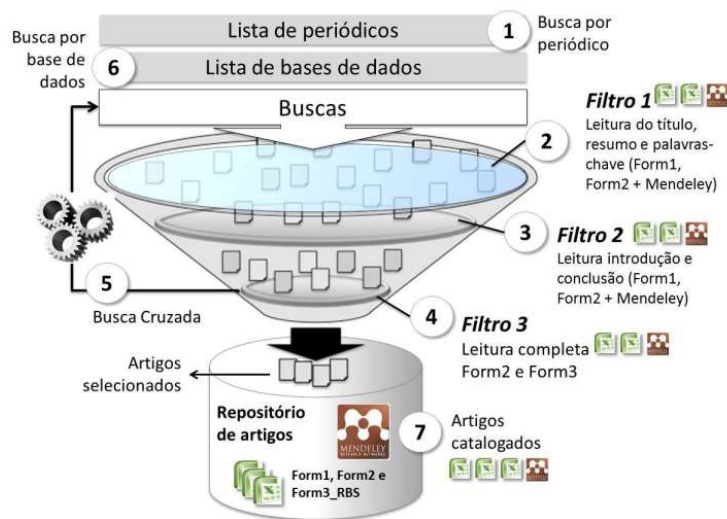 Lista de periódicos
1
Busca por
periódico
Busca por
base de
dados
6
Lista de bases de dados
Buscas
Filtro 1
Leitura do título,
resumo e palavras-
chave (Form1,
Form2 + Mendeley)
2
3
Filtro 2
Leitura introdução e
conclusão (Form1,
Form2 + Mendeley)
5
Busca Cruzada
4
Filtro 3
Leitura completa
Form2 e Form3
Artigos
selecionados
Repositório
de artigos
MENDELEY
7
Artigos
catalogados
Form1, Form2 e
Form3_RBS